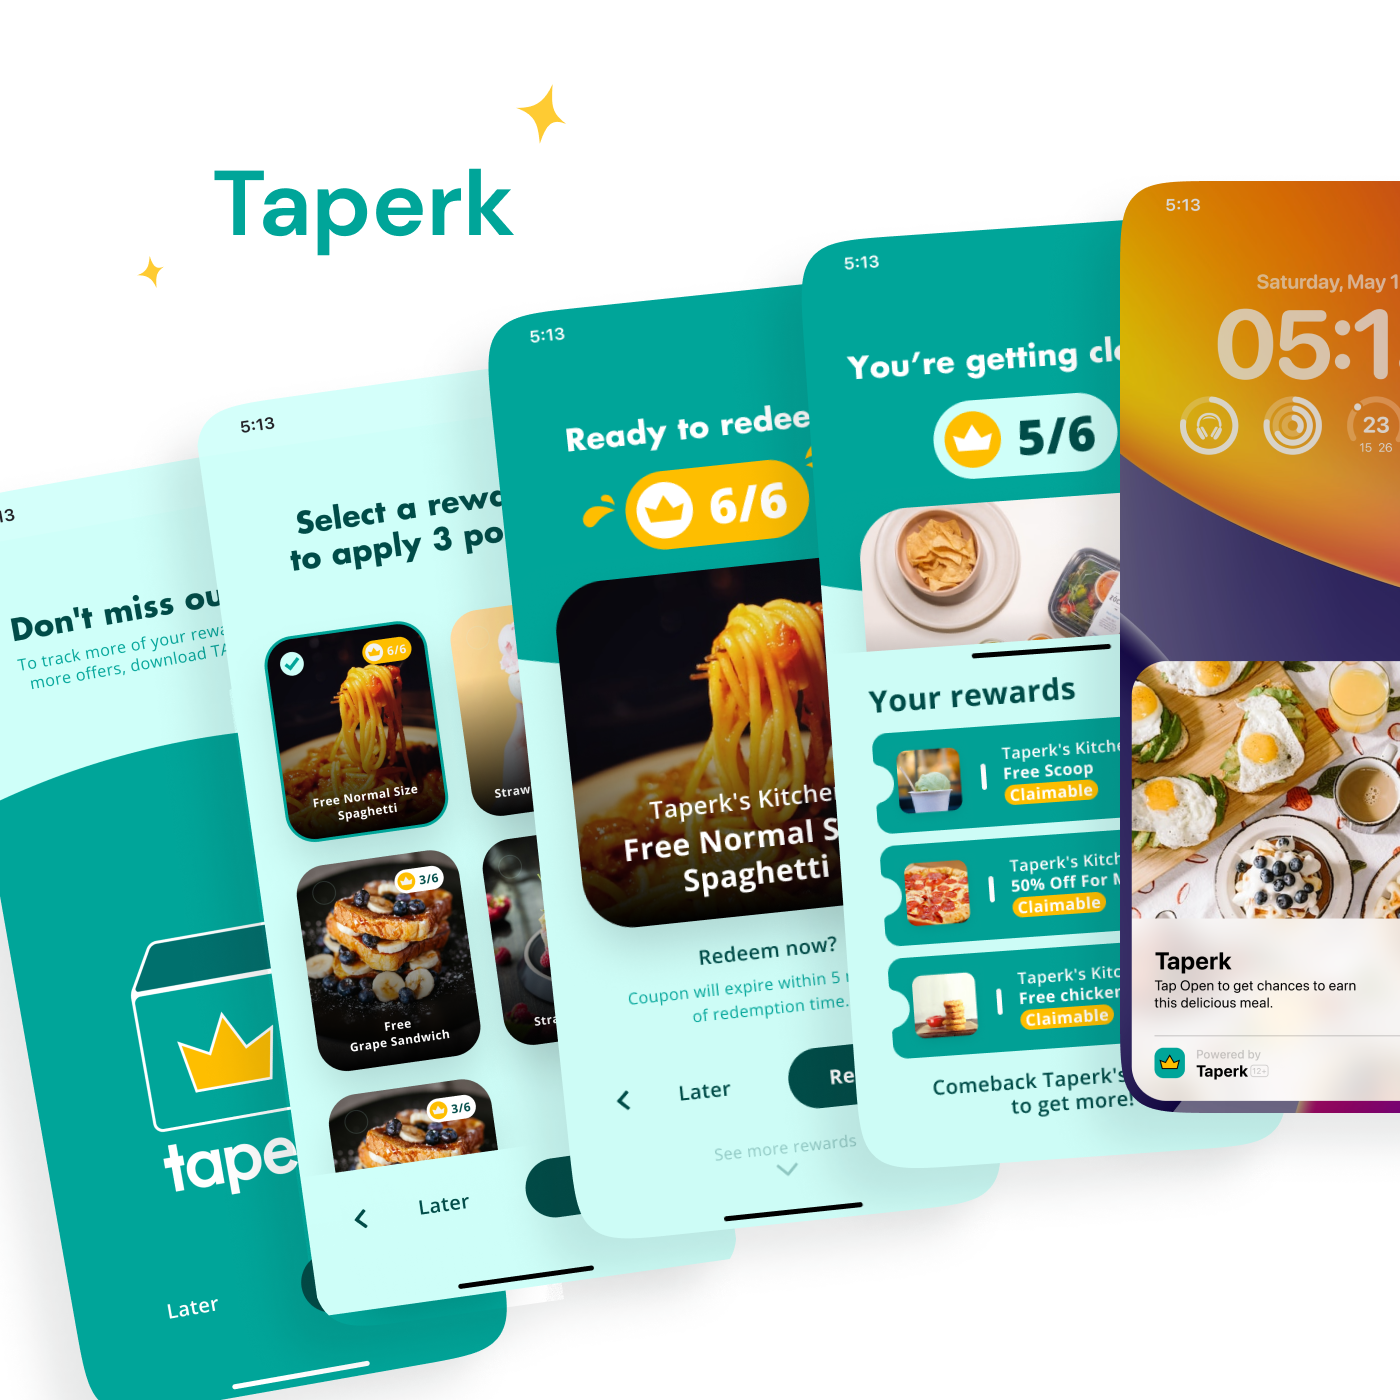 Taperk
13
Don't miss ou
To track more of your rewa
more offers, download TA
tape
Later
5:13
Select a rewa
to apply 3 po
6/6
Free Normal Size
Spaghetti
Straw
3/6
Free
Grape Sandwich
Stra
3/6
Later
5:13
Ready to redee
6/6
Taperk's Kitchen
Free Normal S
Spaghetti
Redeem now?
Coupon will expire within 5
of redemption time.
Later
Re
See more rewards
5:13
You're getting clo
5/6
Your rewards
Taperk's Kitche
Free Scoop
Claimable
Taperk's Kitch
50% Off For M
Claimable
Taperk's Kitc
Free chicken
Claimable
Comeback Taperk's
to get more!
5:13
Saturday, May 1
05:1
23
15 26
Taperk
Tap Open to get chances to earn
this delicious meal.
Powered by
Taperk 12+